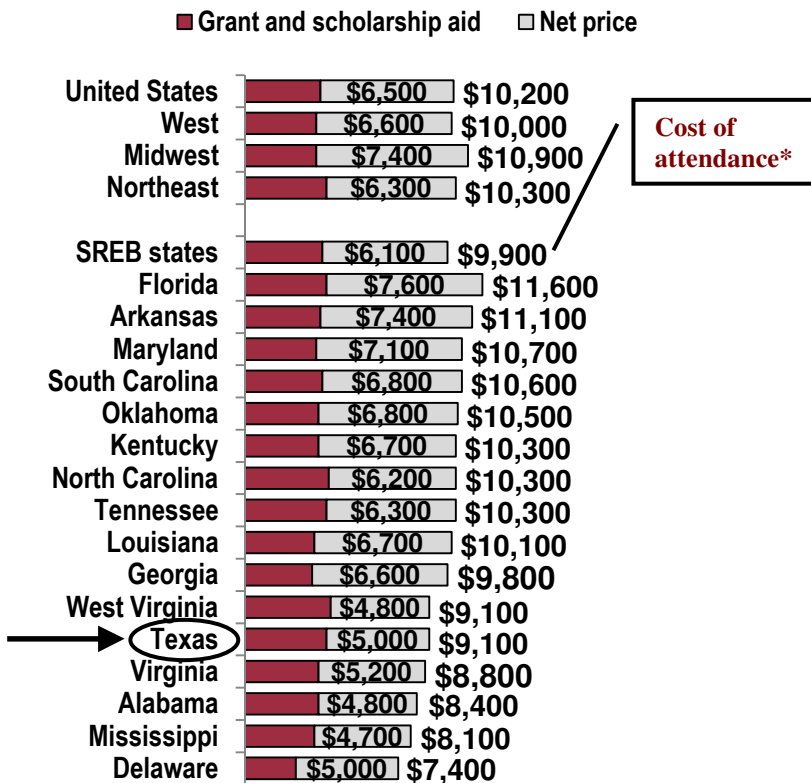 Grant and scholarship aid Net price
United States $6,500 $10,200
West $6,600 $10,000
Midwest $7,400 $10,900
Northeast $6,300 $10,300
Cost of
attendance*
SREB states $6,100 $9,900
Florida $7,600 $11,600
Arkansas $7,400 $11,100
Maryland $7,100 $10,700
South Carolina $6,800 $10,600
Oklahoma $6,800 $10,500
Kentucky $6,700 $10,300
North Carolina $6,200 $10,300
Tennessee $6,300 $10,300
Louisiana $6,700 $10,100
Georgia $6,600 $9,800
West Virginia $4,800 $9,100
Texas $5,000 $9,100
Virginia $5,200 $8,800
Alabama $4,800 $8,400
Mississippi $4,700 $8,100
Delaware $5,000 $7,400